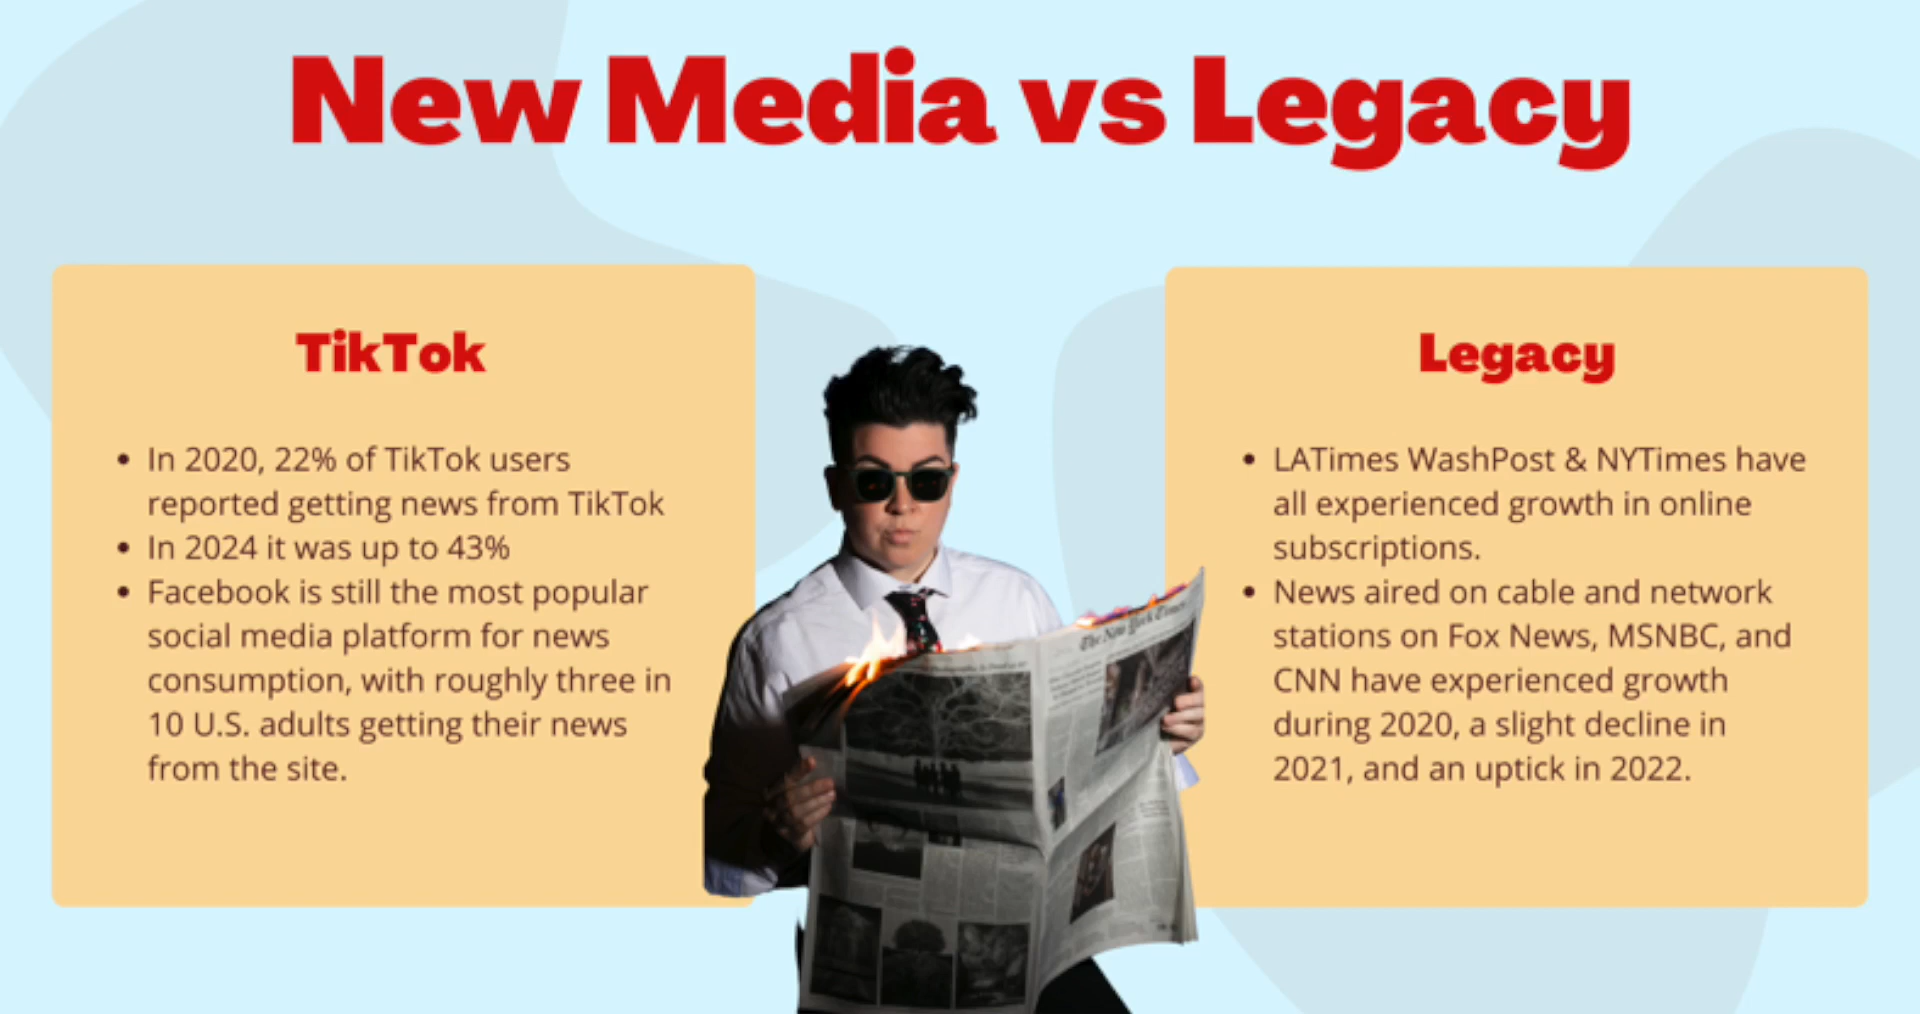 New Media vs Legacy
TikTok
• In 2020, 22% of TikTok users
reported getting news from TikTok
• In 2024 it was up to 43%
• Facebook is still the most popular
social media platform for news
consumption, with roughly three in
10 U.S. adults getting their news
from the site.
Legacy
• LATimes WashPost & NYTimes have
all experienced growth in online
subscriptions.
• News aired on cable and network
stations on Fox News, MSNBC, and
CNN have experienced growth
during 2020, a slight decline in
2021, and an uptick in 2022.
The New York Times